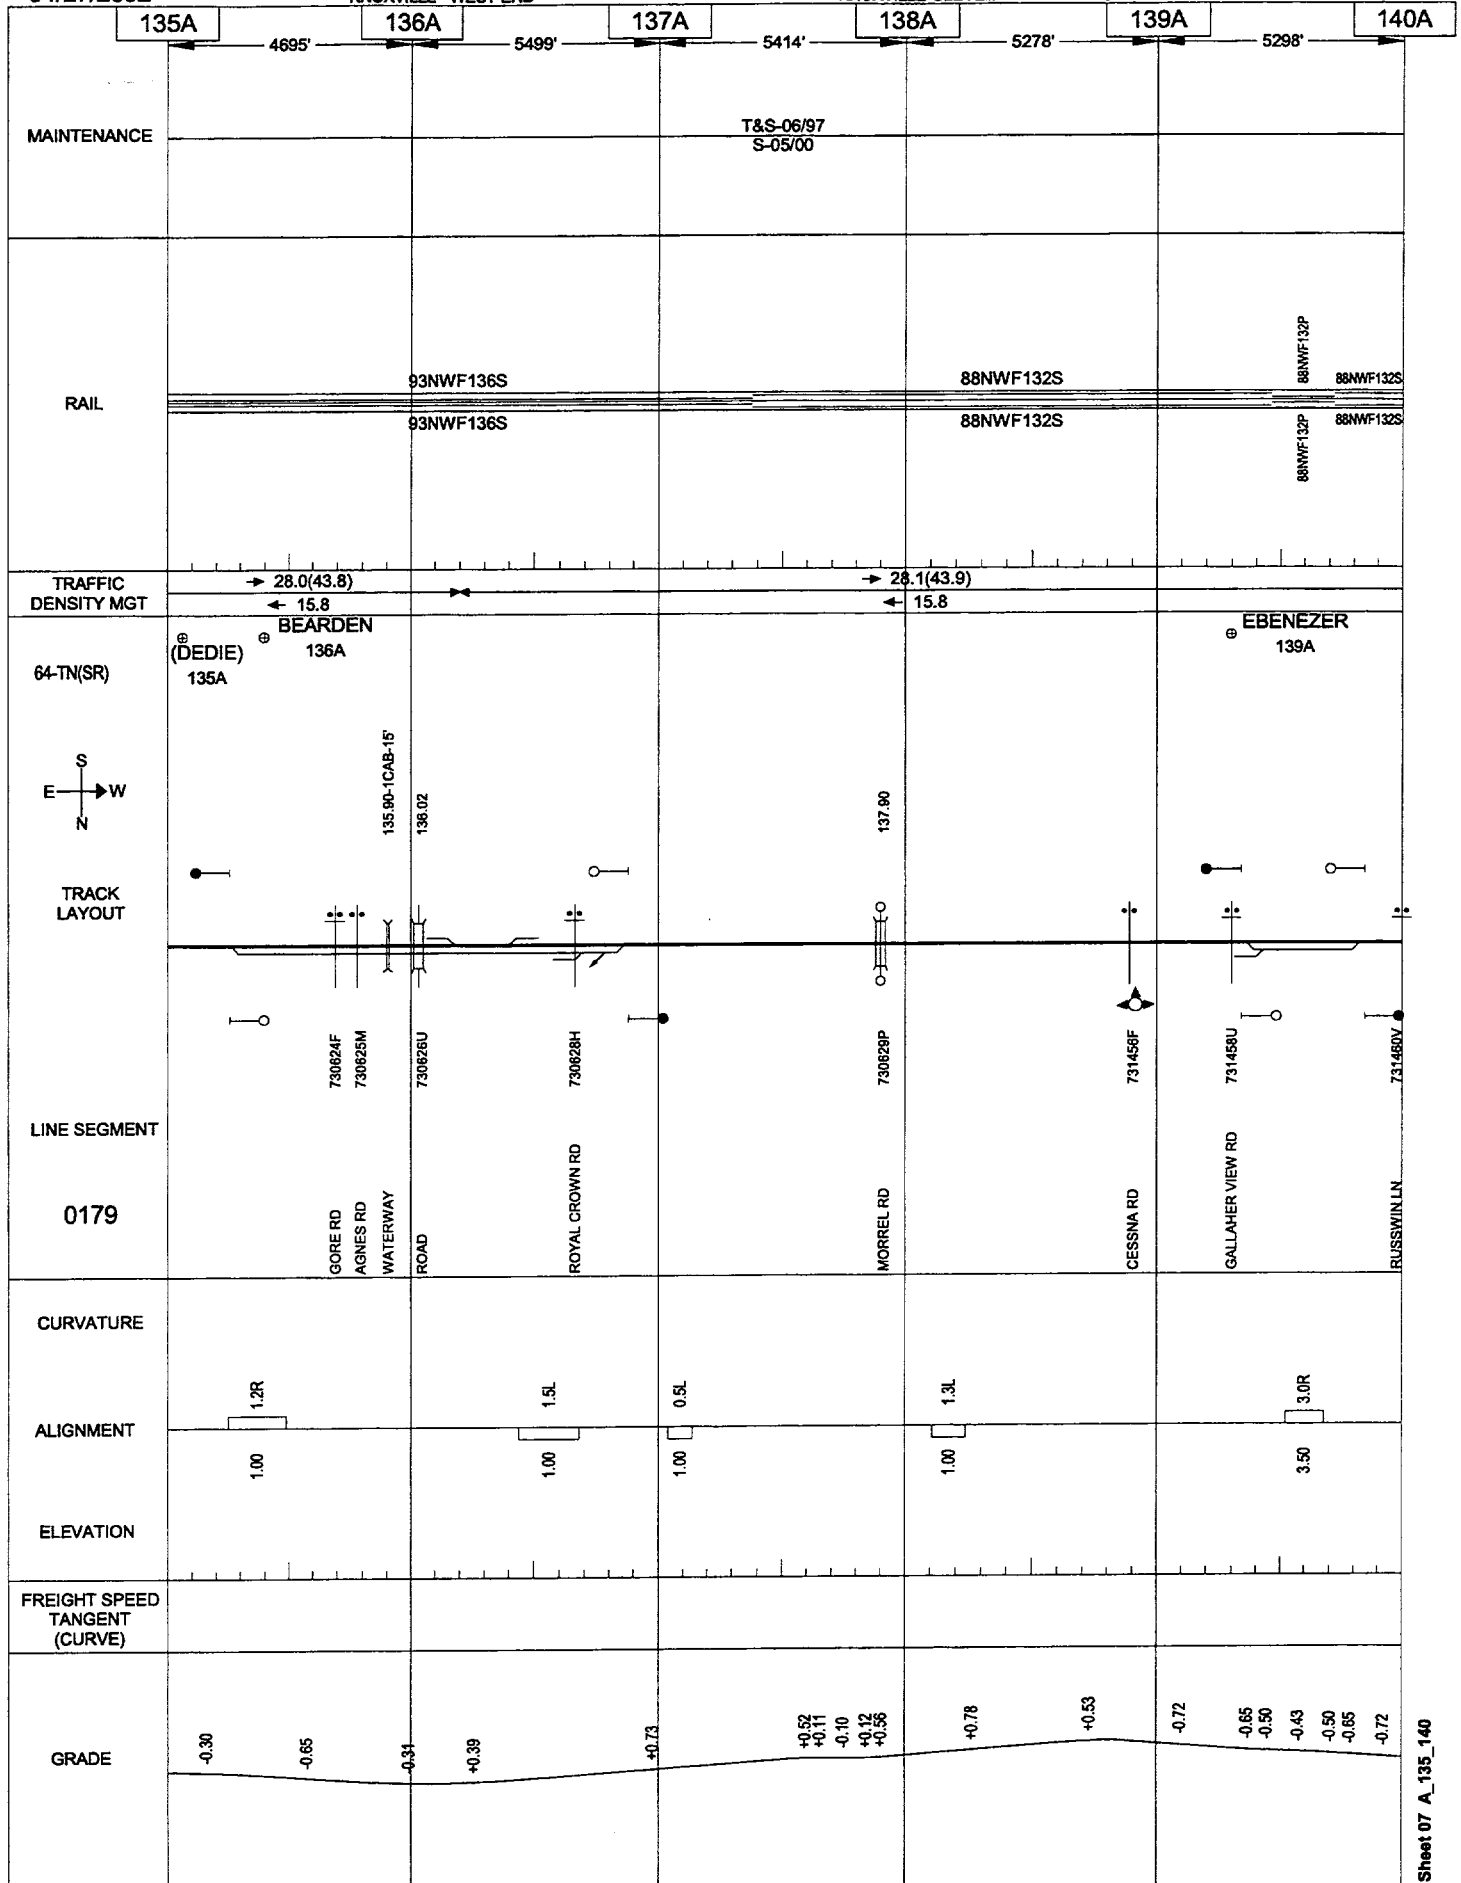 135A 136A 137A 138A 139A 140A
4695' 5499' 5414' 5278' 5298'
MAINTENANCE
T&S-06/97
S-05/00
RAIL
93NWF136S 88NWF132S 88NWF132P 88NWF132S
93NWF136S 88NWF132S 88NWF132P 88NWF132S
TRAFFIC
DENSITY MGT
28.0(43.8) 28.1(43.9)
15.8 15.8
64-TN(SR)
(DEDIE)
135A
BEARDEN
136A
EBENEZER
139A
S
E W
N
135.90-1CAB-15'
136.02
137.90
TRACK
LAYOUT
730624F
730625M
730626U
730628H
730629P
731456F
731458U
731460V
LINE SEGMENT
0179
GORE RD
AGNES RD
WATERWAY
ROAD
ROYAL CROWN RD
MORREL RD
CESSNA RD
GALLAHER VIEW RD
RUSSWIN LN
CURVATURE
1.2R 1.5L 0.5L 1.3L 3.0R
ALIGNMENT
1.00 1.00 1.00 1.00 3.50
ELEVATION
FREIGHT SPEED
TANGENT
(CURVE)
GRADE
-0.30 -0.65 -0.31 +0.39 +0.73 +0.52 +0.11 -0.10 +0.12 +0.56 +0.78 +0.53 -0.72 -0.65 -0.50 -0.43 -0.50 -0.65 -0.72
Sheet 07 A_135_140